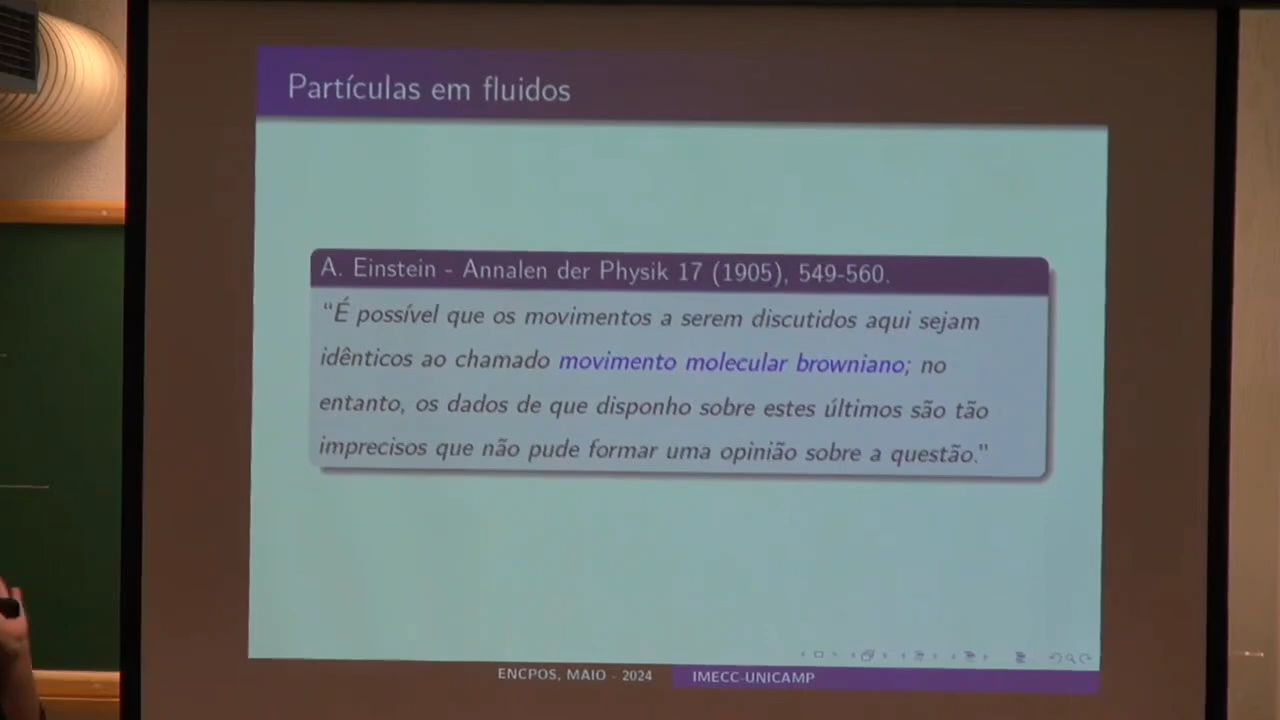 Partículas em fluidos
A. Einstein - Annalen der Physik 17 (1905), 549-560.
“É possível que os movimentos a serem discutidos aqui sejam
idênticos ao chamado movimento molecular browniano; no
entanto, os dados de que disponho sobre estes últimos são tão
imprecisos que não pude formar uma opinião sobre a questão.”
ENCPOS, MAIO - 2024
IMECC-UNICAMP